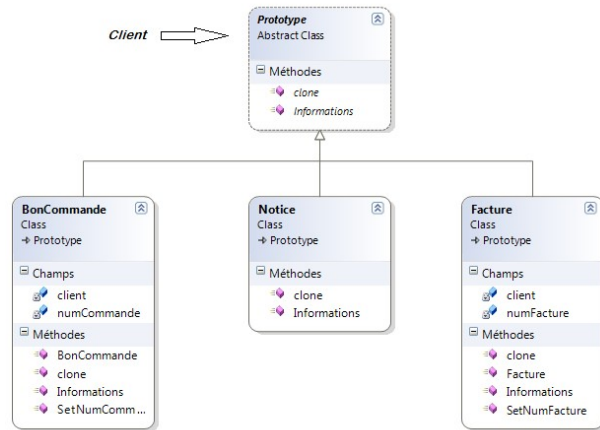 Client
Prototype
Abstract Class
Méthodes
clone
Informations
BonCommande
Class
Prototype
Champs
client
numCommande
Méthodes
BonCommande
clone
Informations
SetNumComm ...
Notice
Class
Prototype
Méthodes
clone
Informations
Facture
Class
Prototype
Champs
client
numFacture
Méthodes
clone
Facture
Informations
SetNumFacture